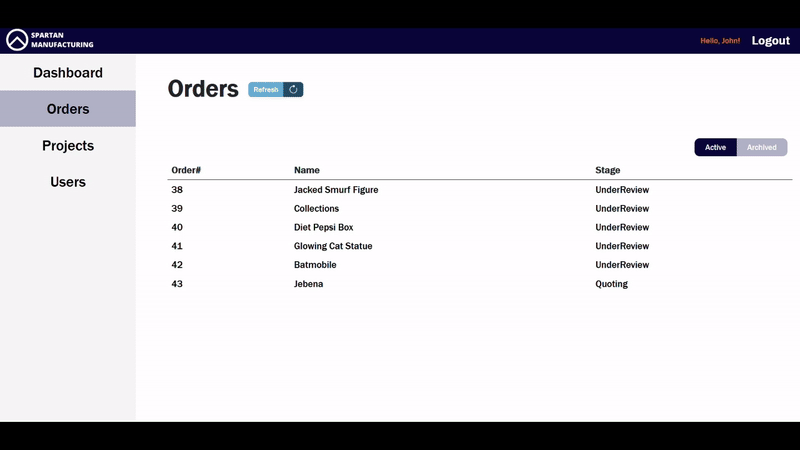 SPARTAN
MANUFACTURING
Hello, John!
Logout
Dashboard
Orders
Projects
Users
Orders
Refresh
Active
Archived
Order# Name Stage
38 Jacked Smurf Figure UnderReview
39 Collections UnderReview
40 Diet Pepsi Box UnderReview
41 Glowing Cat Statue UnderReview
42 Batmobile UnderReview
43 Jebena Quoting